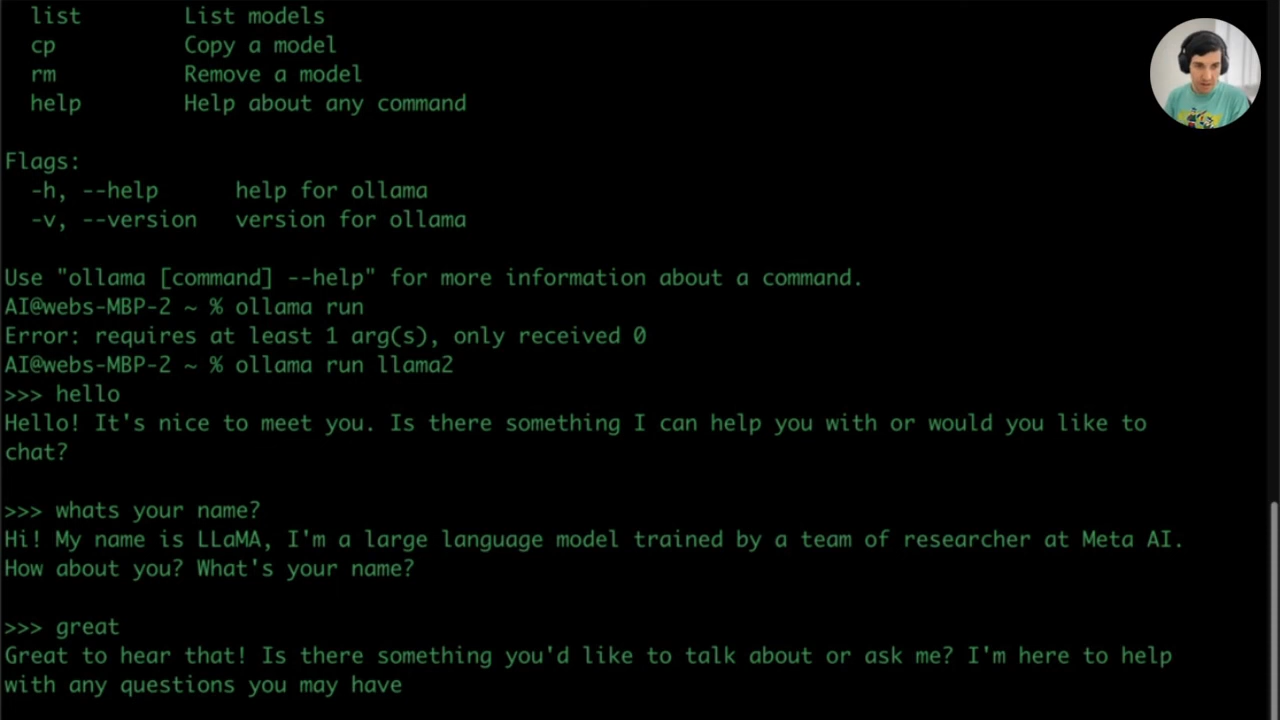 list List models
cp Copy a model
rm Remove a model
help Help about any command
Flags:
-h, --help help for ollama
-v, --version version for ollama
Use "ollama [command] --help" for more information about a command.
AI@webs-MBP-2 ~ % ollama run
Error: requires at least 1 arg(s), only received 0
AI@webs-MBP-2 ~ % ollama run llama2
>>> hello
Hello! It's nice to meet you. Is there something I can help you with or would you like to
chat?
>>> whats your name?
Hi! My name is LLaMA, I'm a large language model trained by a team of researcher at Meta AI.
How about you? What's your name?
>>> great
Great to hear that! Is there something you'd like to talk about or ask me? I'm here to help
with any questions you may have